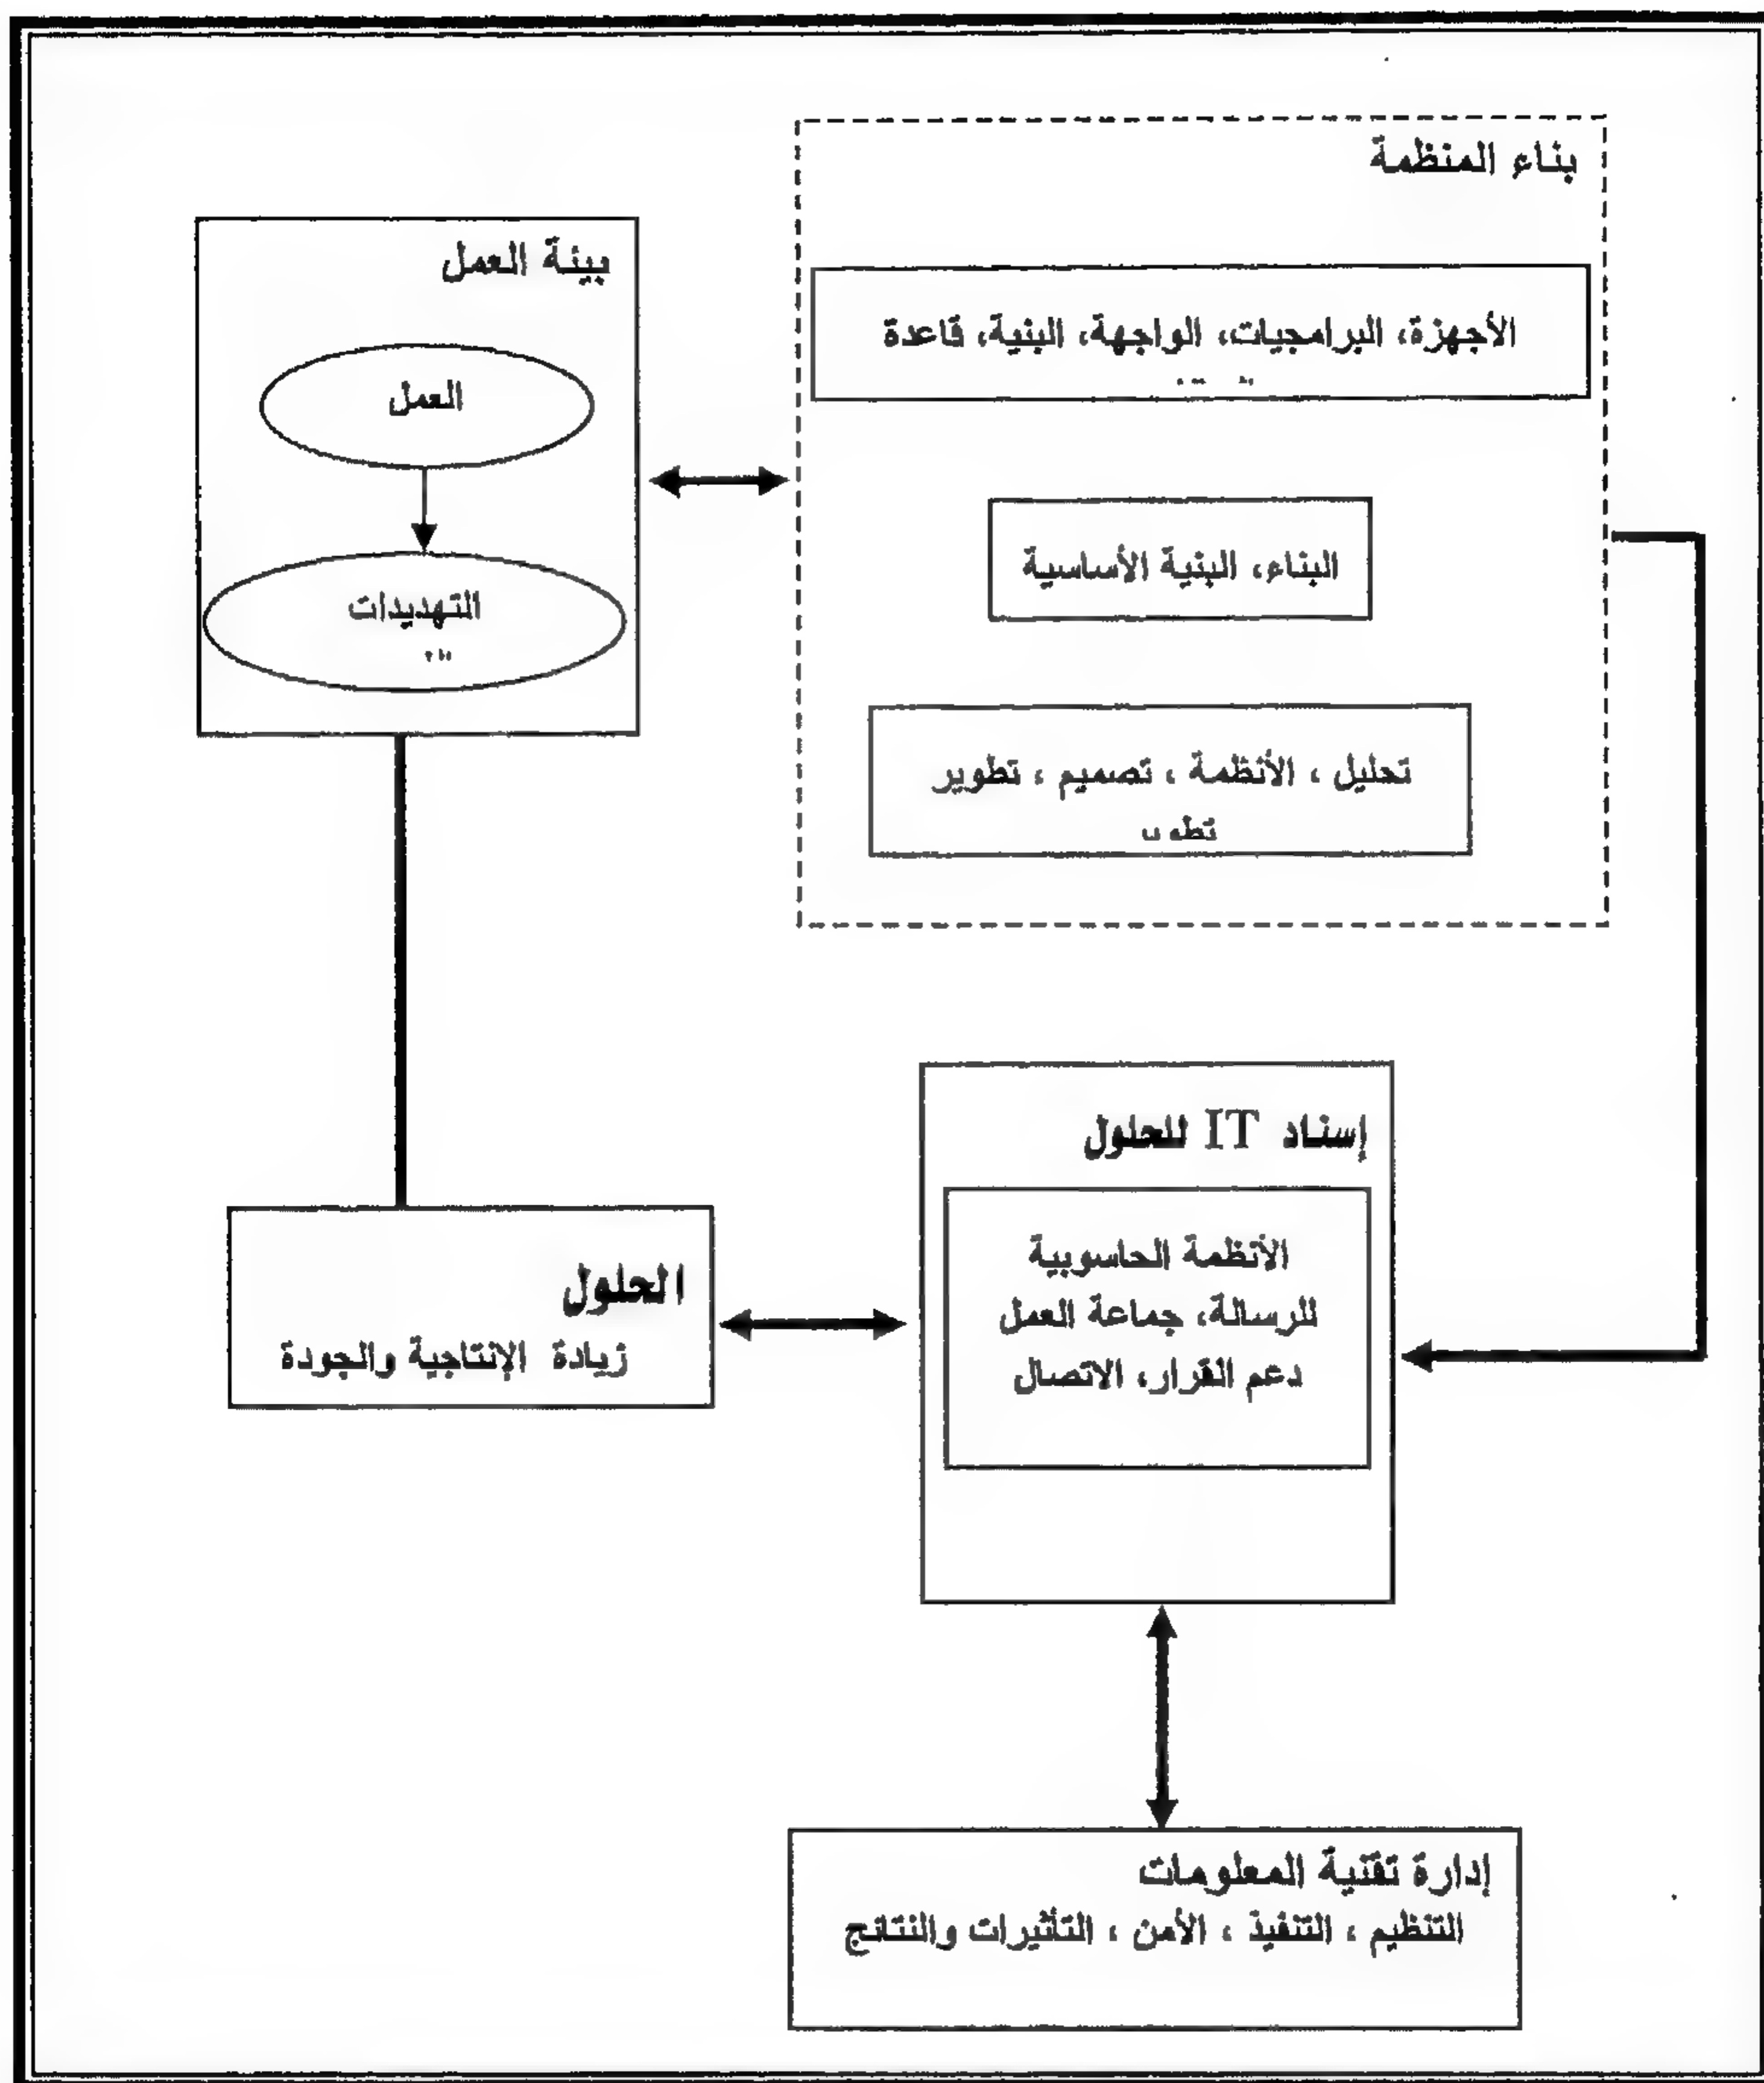 بناء المنظمة
الأجهزة، البرامجيات، الواجهة، البنية، قاعدة
البناء، البنية الأساسية
تحليل ، الأنظمة ، تصميم ، تطوير
بيئة العمل
العمل
التهديدات
إسناد IT للحلول
الأنظمة الحاسوبية
للرسالة، جماعة العمل
دعم القرار، الاتصال
الحلول
زيادة الإنتاجية والجودة
إدارة تقنية المعلومات
التنظيم ، التنفيذ ، الأمن ، التأثيرات والنتائج